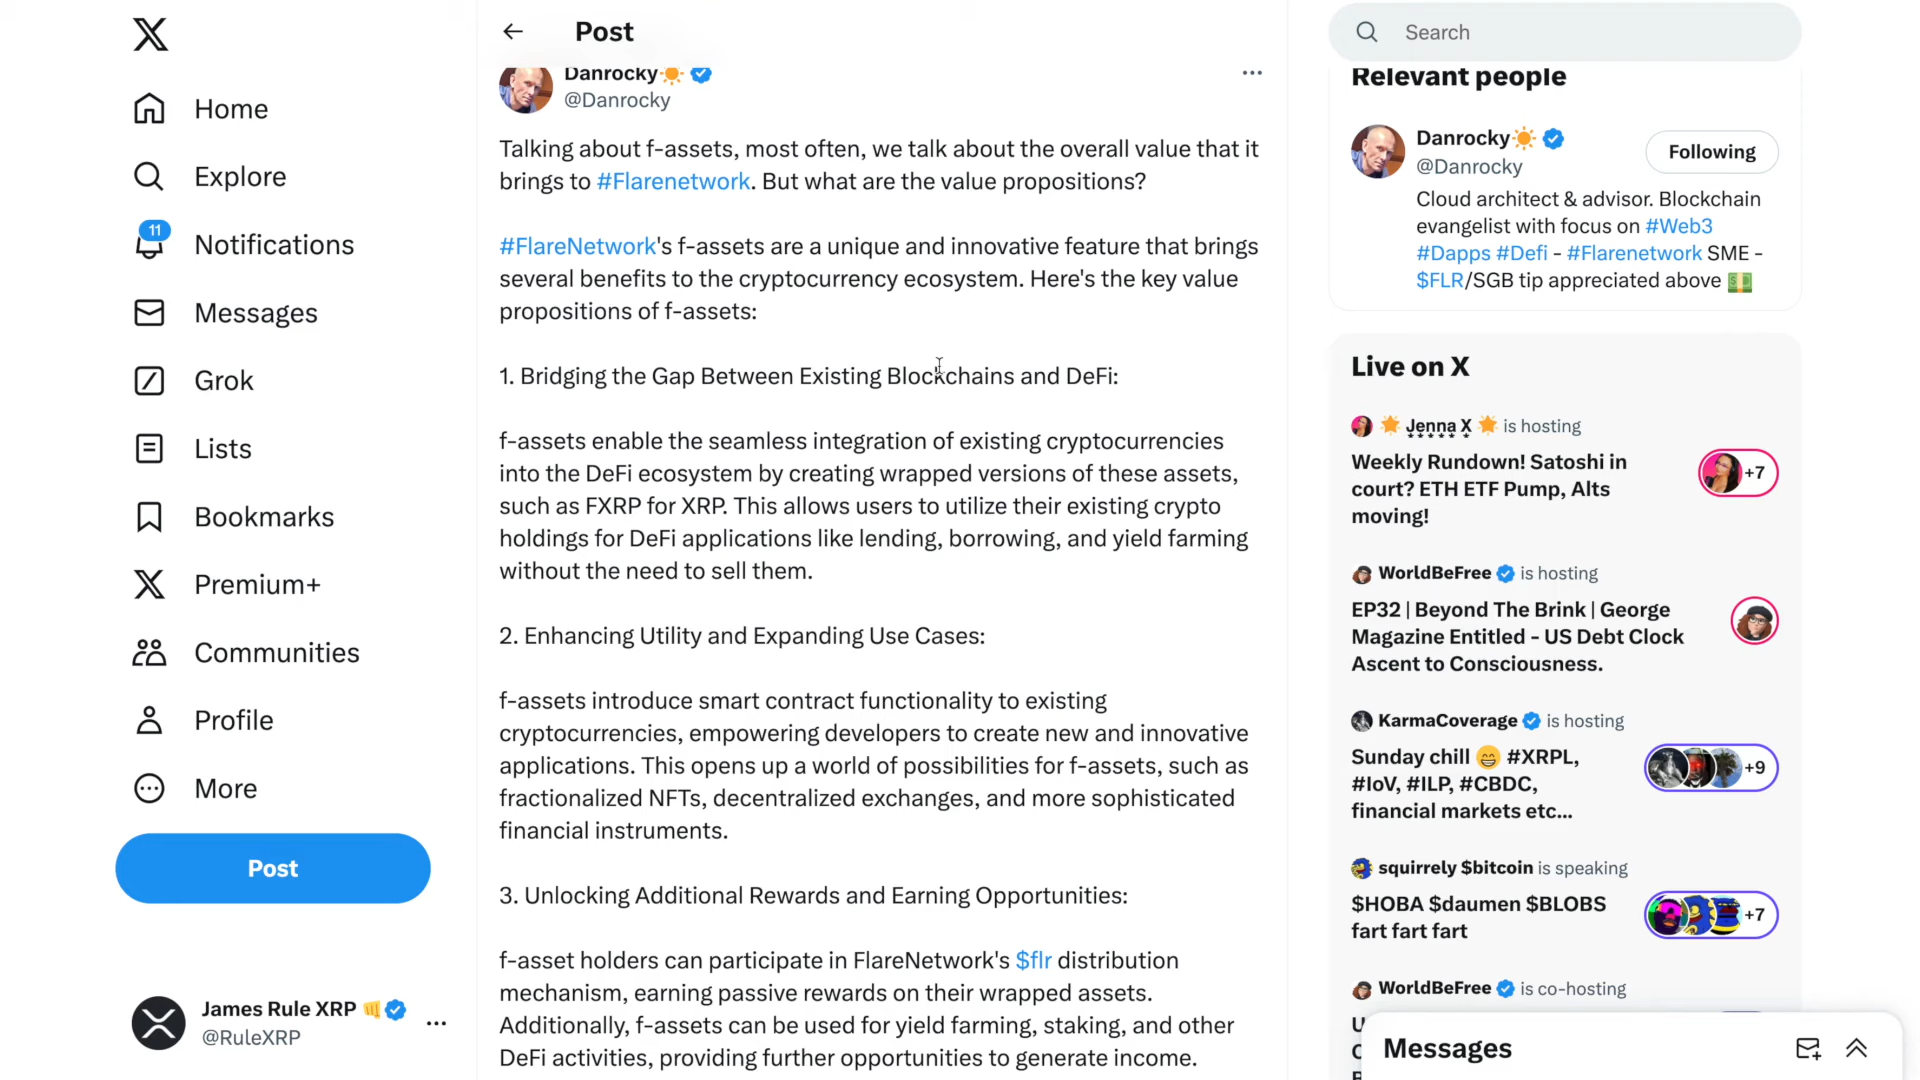 Home
Explore
11
Notifications
Messages
Grok
Lists
Bookmarks
Premium+
Communities
Profile
More
Post
James Rule XRP 👊
@RuleXRP
Post
Danrocky☀️
@Danrocky
Talking about f-assets, most often, we talk about the overall value that it
brings to #Flarenetwork. But what are the value propositions?
#FlareNetwork's f-assets are a unique and innovative feature that brings
several benefits to the cryptocurrency ecosystem. Here's the key value
propositions of f-assets:
1. Bridging the Gap Between Existing Blockchains and DeFi:
f-assets enable the seamless integration of existing cryptocurrencies
into the DeFi ecosystem by creating wrapped versions of these assets,
such as FXRP for XRP. This allows users to utilize their existing crypto
holdings for DeFi applications like lending, borrowing, and yield farming
without the need to sell them.
2. Enhancing Utility and Expanding Use Cases:
f-assets introduce smart contract functionality to existing
cryptocurrencies, empowering developers to create new and innovative
applications. This opens up a world of possibilities for f-assets, such as
fractionalized NFTs, decentralized exchanges, and more sophisticated
financial instruments.
3. Unlocking Additional Rewards and Earning Opportunities:
f-asset holders can participate in FlareNetwork's $flr distribution
mechanism, earning passive rewards on their wrapped assets.
Additionally, f-assets can be used for yield farming, staking, and other
DeFi activities, providing further opportunities to generate income.
Search
Relevant people
Danrocky☀️
@Danrocky
Following
Cloud architect & advisor. Blockchain
evangelist with focus on #Web3
#Dapps #Defi - #Flarenetwork SME -
$FLR/SGB tip appreciated above 💵
Live on X
🌟 Jenna X 🌟 is hosting
Weekly Rundown! Satoshi in
court? ETH ETF Pump, Alts
moving!
+7
WorldBeFree is hosting
EP32 | Beyond The Brink | George
Magazine Entitled - US Debt Clock
Ascent to Consciousness.
KarmaCoverage is hosting
Sunday chill 😁 #XRPL,
#IoV, #ILP, #CBDC,
financial markets etc...
+9
squirrely $bitcoin is speaking
$HOBA $daumen $BLOBS
fart fart fart
+7
WorldBeFree is co-hosting
Messages